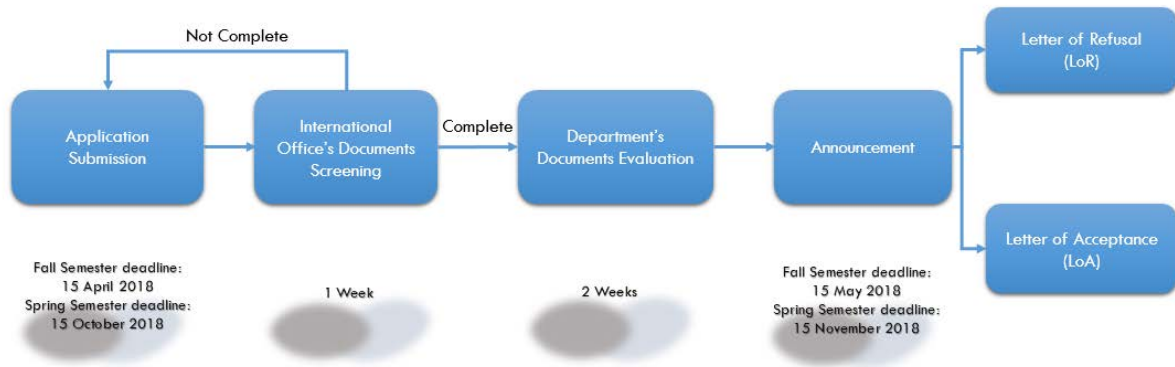 Not Complete
Application
Submission
International
Office's Documents
Screening
Complete
Department's
Documents Evaluation
Announcement
Letter of Refusal
(LoR)
Letter of Acceptance
(LoA)
Fall Semester deadline:
15 April 2018
Spring Semester deadline:
15 October 2018
1 Week
2 Weeks
Fall Semester deadline:
15 May 2018
Spring Semester deadline:
15 November 2018